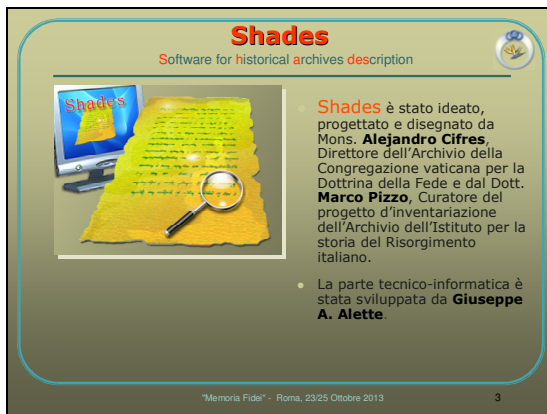 Shades
Software for historical archives description
Shades
Shades è stato ideato,
progettato e disegnato da
Mons. Alejandro Cifres,
Direttore dell'Archivio della
Congregazione vaticana per la
Dottrina della Fede e dal Dott.
Marco Pizzo, Curatore del
progetto d'inventariazione
dell'Archivio dell'Istituto per la
storia del Risorgimento
italiano.
La parte tecnico-informatica è
stata sviluppata da Giuseppe
A. Alette.
"Memoria Fidei" - Roma, 23/25 Ottobre 2013
3